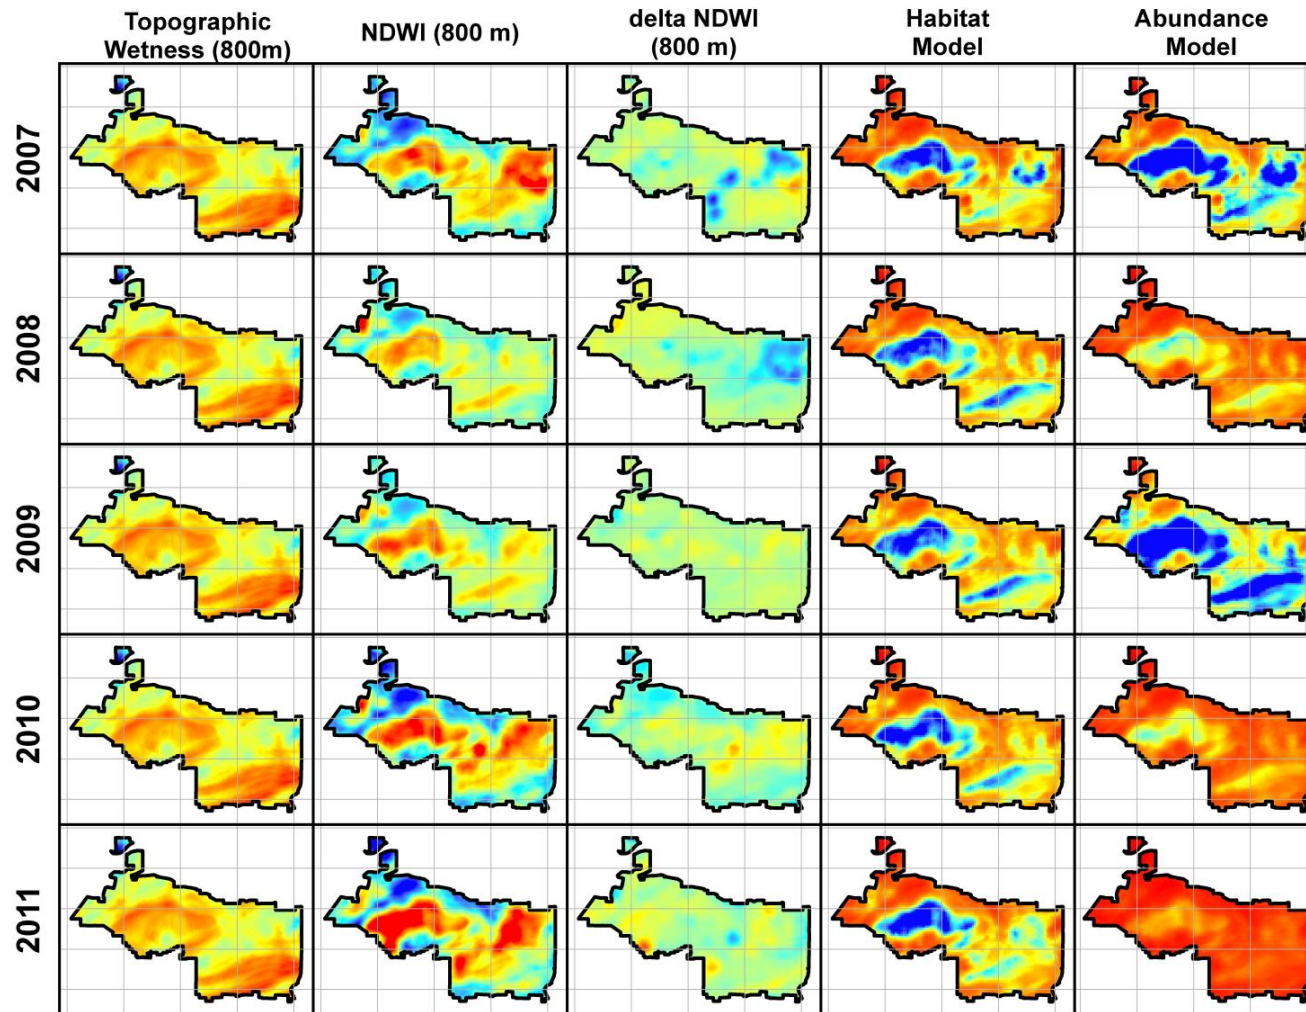 Topographic
Wetness (800m)
NDWI (800 m)
delta NDWI
(800 m)
Habitat
Model
Abundance
Model
2007
2008
2009
2010
2011